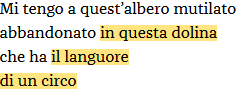 Mi tengo a quest’albero mutilato
abbandonato in questa dolina
che ha il languore
di un circo